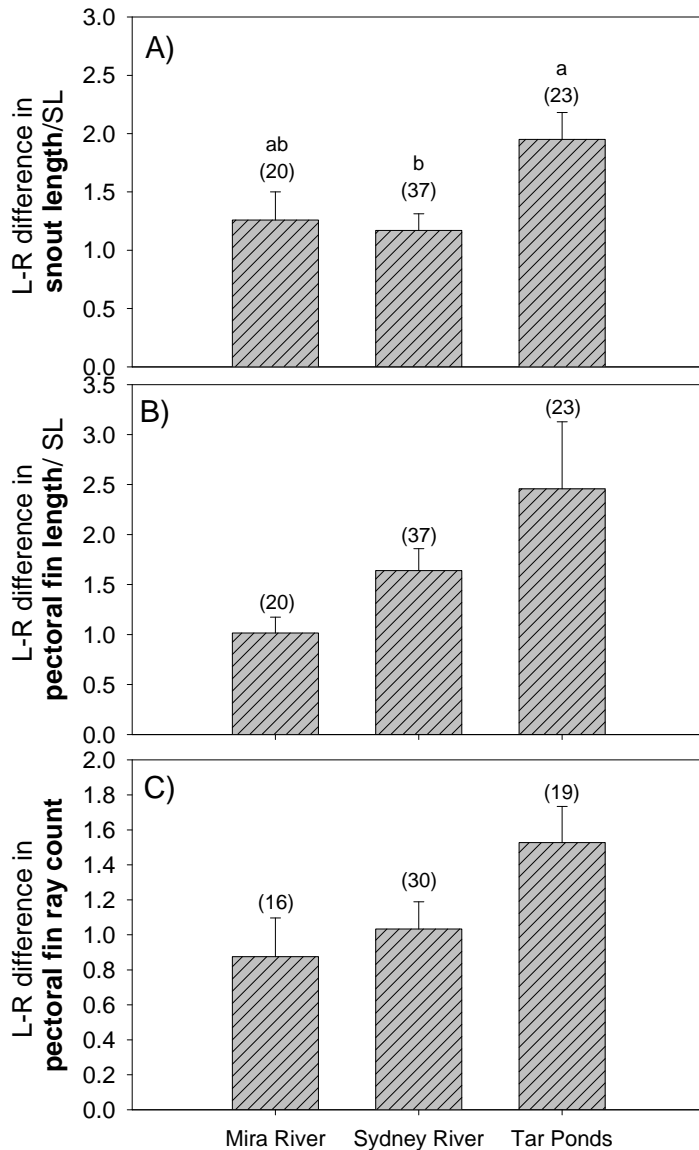 A)
L-R difference in
snout length/SL
3.0
2.5
2.0
1.5
1.0
0.5
0.0
ab
(20)
b
(37)
a
(23)
B)
L-R difference in
pectoral fin length/ SL
3.5
3.0
2.5
2.0
1.5
1.0
0.5
0.0
(20)
(37)
(23)
C)
L-R difference in
pectoral fin ray count
2.0
1.8
1.6
1.4
1.2
1.0
0.8
0.6
0.4
0.2
0.0
(16)
(30)
(19)
Mira River Sydney River Tar Ponds